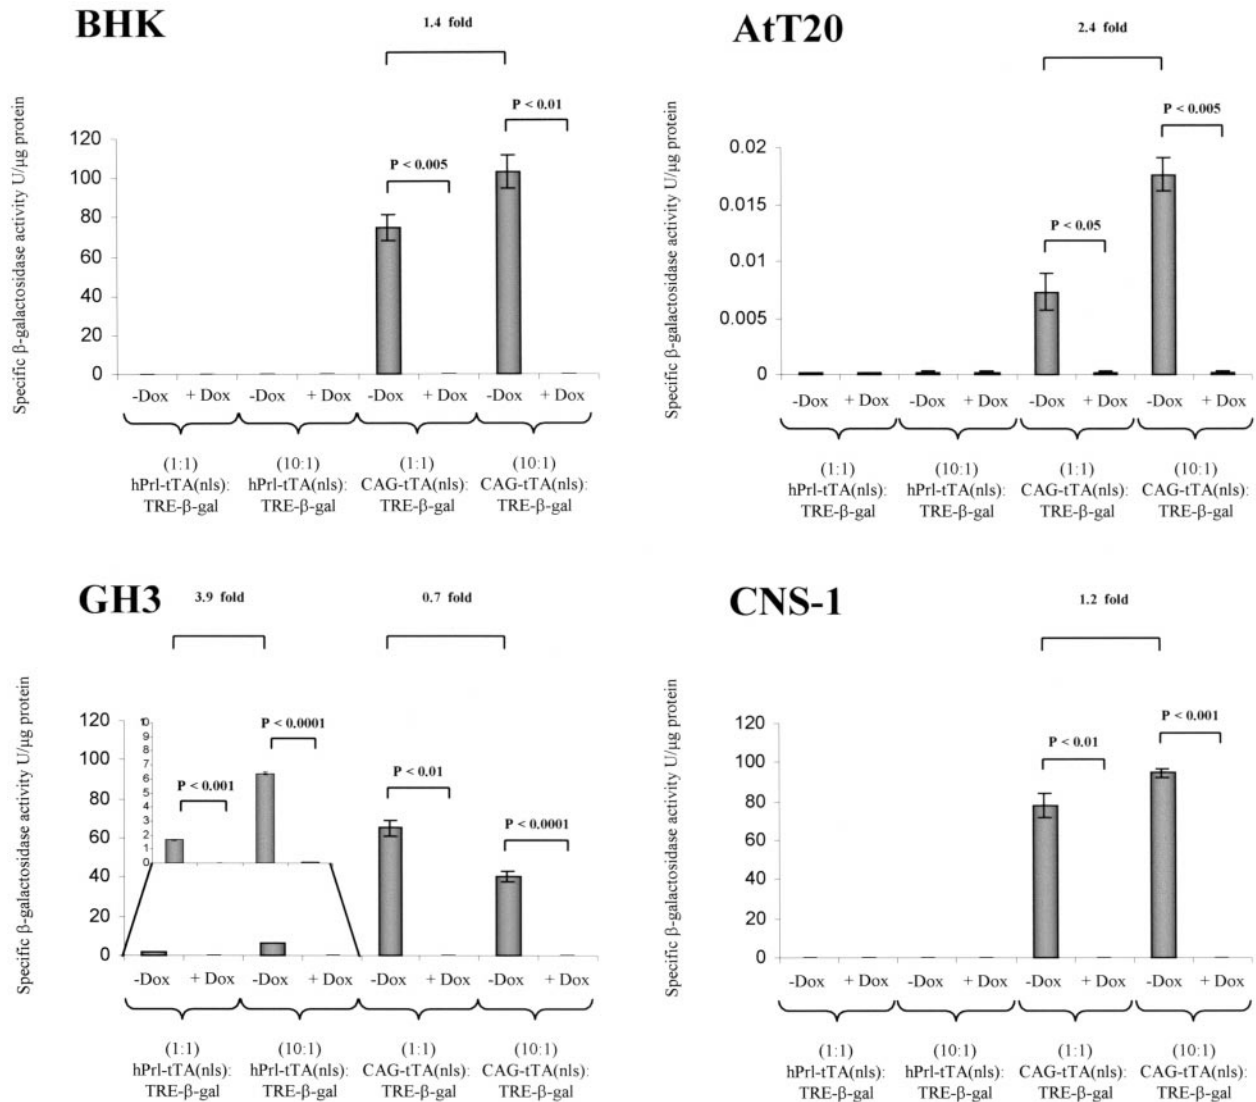 BHK
1.4 fold
P < 0.01
P < 0.005
Specific β-galactosidase activity U/µg protein
120
100
80
60
40
20
0
-Dox + Dox -Dox + Dox -Dox + Dox -Dox + Dox
(1:1) (10:1) (1:1) (10:1)
hPrl-tTA(nls): hPrl-tTA(nls): CAG-tTA(nls): CAG-tTA(nls):
TRE-β-gal TRE-β-gal TRE-β-gal TRE-β-gal
AtT20
2.4 fold
P < 0.005
P < 0.05
Specific β-galactosidase activity U/µg protein
0.02
0.015
0.01
0.005
0
-Dox + Dox -Dox + Dox -Dox + Dox -Dox + Dox
(1:1) (10:1) (1:1) (10:1)
hPrl-tTA(nls): hPrl-tTA(nls): CAG-tTA(nls): CAG-tTA(nls):
TRE-β-gal TRE-β-gal TRE-β-gal TRE-β-gal
GH3
3.9 fold 0.7 fold
P < 0.0001
P < 0.001
P < 0.01
P < 0.0001
Specific β-galactosidase activity U/µg protein
120
100
80
60
40
20
0
10
9
8
7
6
5
4
3
2
1
0
-Dox + Dox -Dox + Dox -Dox + Dox -Dox + Dox
(1:1) (10:1) (1:1) (10:1)
hPrl-tTA(nls): hPrl-tTA(nls): CAG-tTA(nls): CAG-tTA(nls):
TRE-β-gal TRE-β-gal TRE-β-gal TRE-β-gal
CNS-1
1.2 fold
P < 0.001
P < 0.01
Specific β-galactosidase activity U/µg protein
120
100
80
60
40
20
0
-Dox + Dox -Dox + Dox -Dox + Dox -Dox + Dox
(1:1) (10:1) (1:1) (10:1)
hPrl-tTA(nls): hPrl-tTA(nls): CAG-tTA(nls): CAG-tTA(nls):
TRE-β-gal TRE-β-gal TRE-β-gal TRE-β-gal